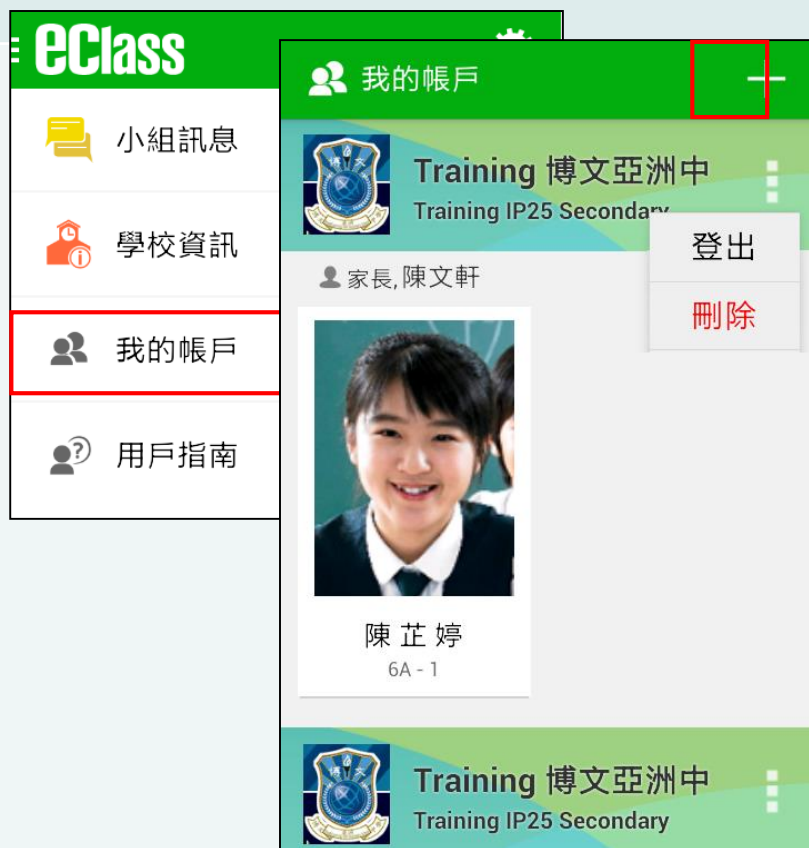 eClass
小組訊息
學校資訊
我的帳戶
用戶指南
我的帳戶
Training 博文亞洲中
Training IP25 Secondary
登出
刪除
家長,陳文軒
陳芷婷
6A - 1
Training 博文亞洲中
Training IP25 Secondary